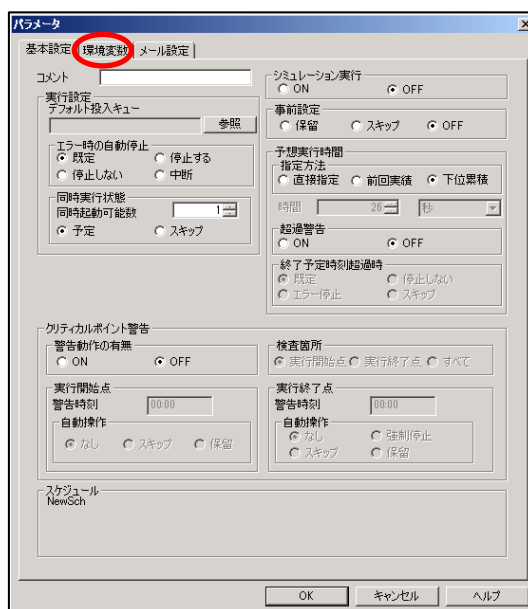 パラメータ
基本設定 環境変数 メール設定
コメント
実行設定
デフォルト投入キュー
参照
エラー時の自動停止
既定 停止する
停止しない 中断
同時実行状態
同時起動可能数 1
予定 スキップ
シミュレーション実行
ON OFF
事前設定
保留 スキップ OFF
予想実行時間
指定方法
直接指定 前回実績 下位累積
時間 26 秒
超過警告
ON OFF
終了予定時刻超過時
既定 停止しない
エラー停止 スキップ
クリティカルポイント警告
警告動作の有無
ON OFF
検査箇所
実行開始点 実行終了点 すべて
実行開始点
警告時刻 00:00
自動操作
なし スキップ 保留
実行終了点
警告時刻 00:00
自動操作
なし 強制停止
スキップ 保留
スケジュール
NewSch
OK キャンセル ヘルプ